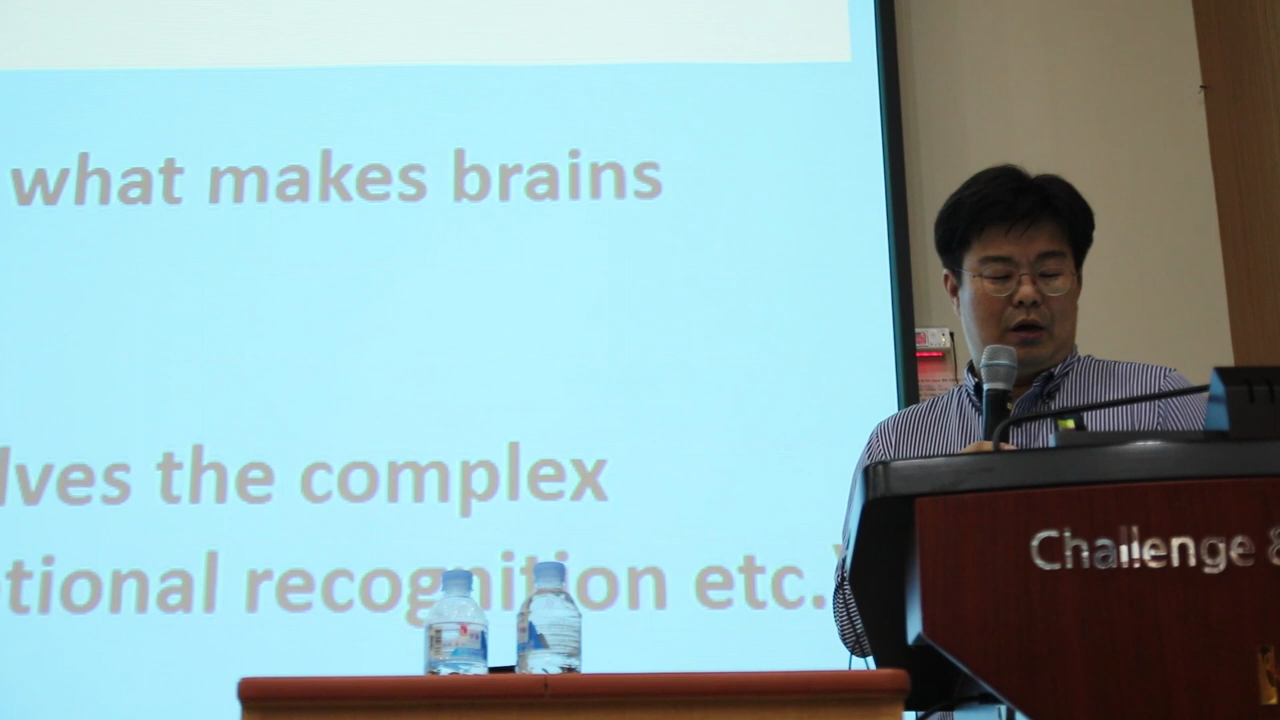 what makes brains
lves the complex
tional recognition etc.
Challenge &